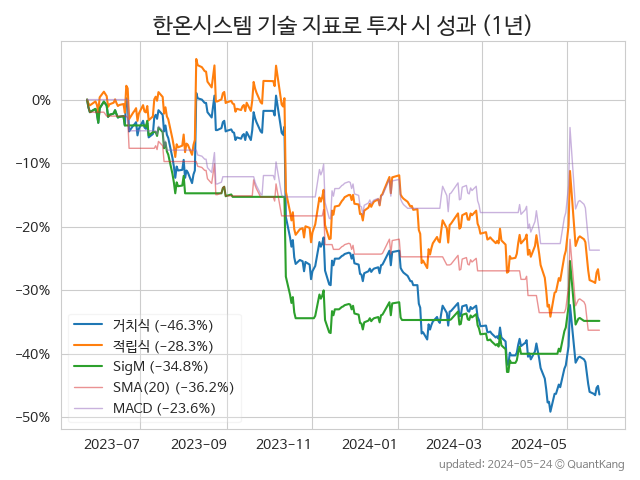 한온시스템 기술 지표로 투자 시 성과 (1년)
0%
−10%
−20%
−30%
−40%
−50%
거치식 (−46.3%)
적립식 (−28.3%)
SigM (−34.8%)
SMA(20) (−36.2%)
MACD (−23.6%)
2023-07 2023-09 2023-11 2024-01 2024-03 2024-05
updated: 2024-05-24 © QuantKang